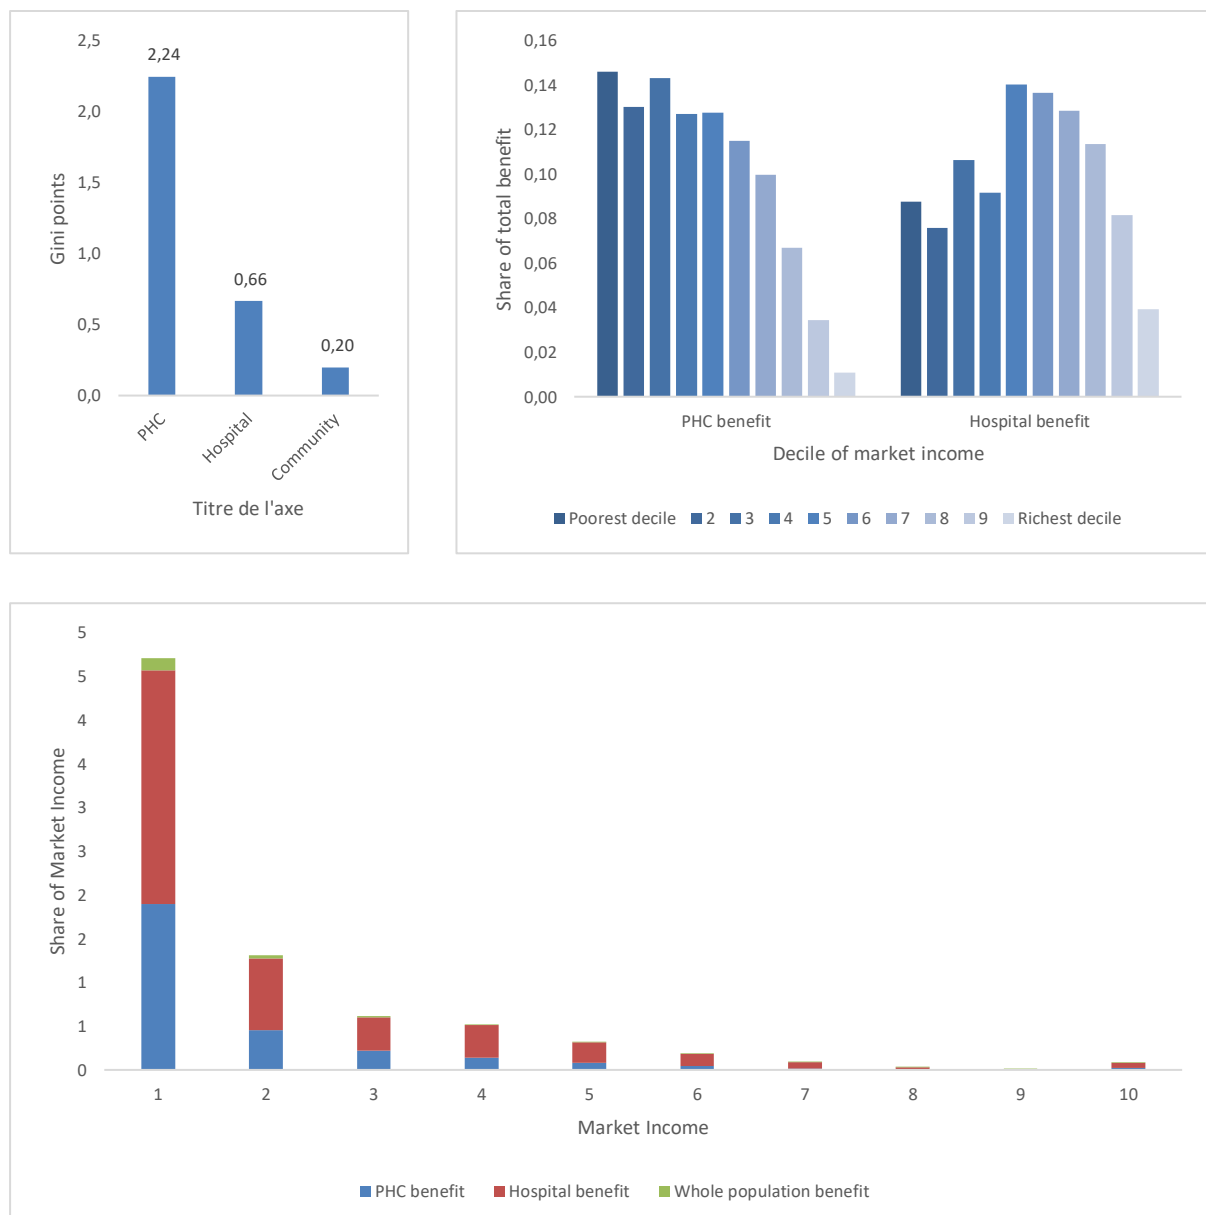 2,5
2,0
1,5
1,0
0,5
0,0
Gini points
2,24
0,66
0,20
PHC
Hospital
Community
Titre de l'axe
0,16
0,14
0,12
0,10
0,08
0,06
0,04
0,02
0,00
Share of total benefit
PHC benefit
Hospital benefit
Decile of market income
Poorest decile 2 3 4 5 6 7 8 9 Richest decile
5
5
4
4
3
3
2
2
1
1
0
Share of Market Income
1 2 3 4 5 6 7 8 9 10
Market Income
PHC benefit Hospital benefit Whole population benefit